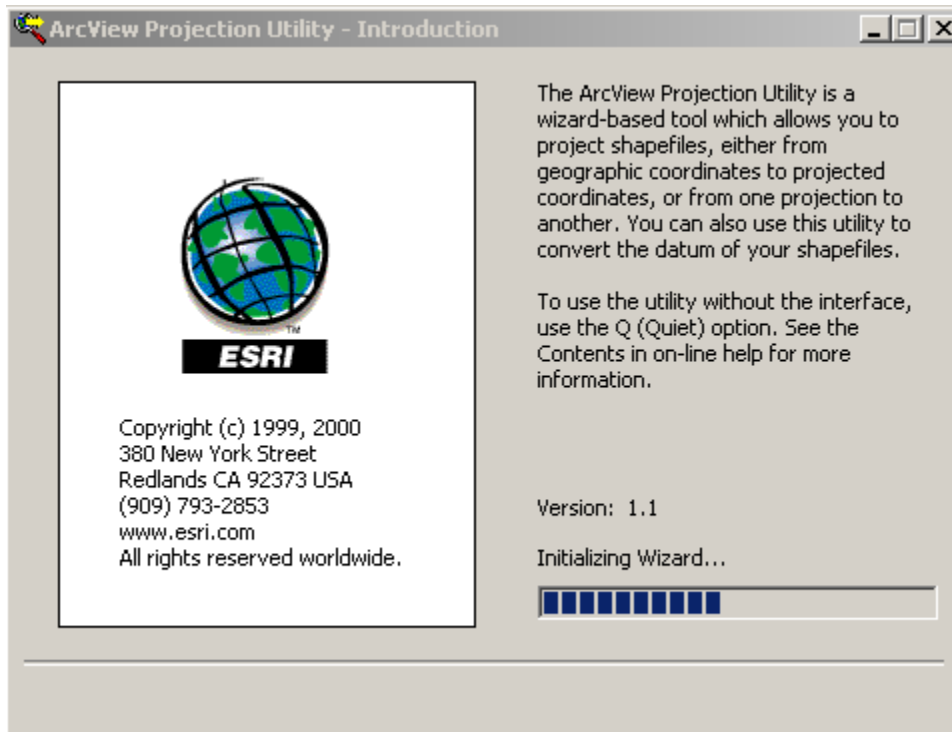 ArcView Projection Utility - Introduction
The ArcView Projection Utility is a
wizard-based tool which allows you to
project shapefiles, either from
geographic coordinates to projected
coordinates, or from one projection to
another. You can also use this utility to
convert the datum of your shapefiles.
To use the utility without the interface,
use the Q (Quiet) option. See the
Contents in on-line help for more
information.
TM
ESRI
Copyright (c) 1999, 2000
380 New York Street
Redlands CA 92373 USA
(909) 793-2853
www.esri.com
All rights reserved worldwide.
Version: 1.1
Initializing Wizard...